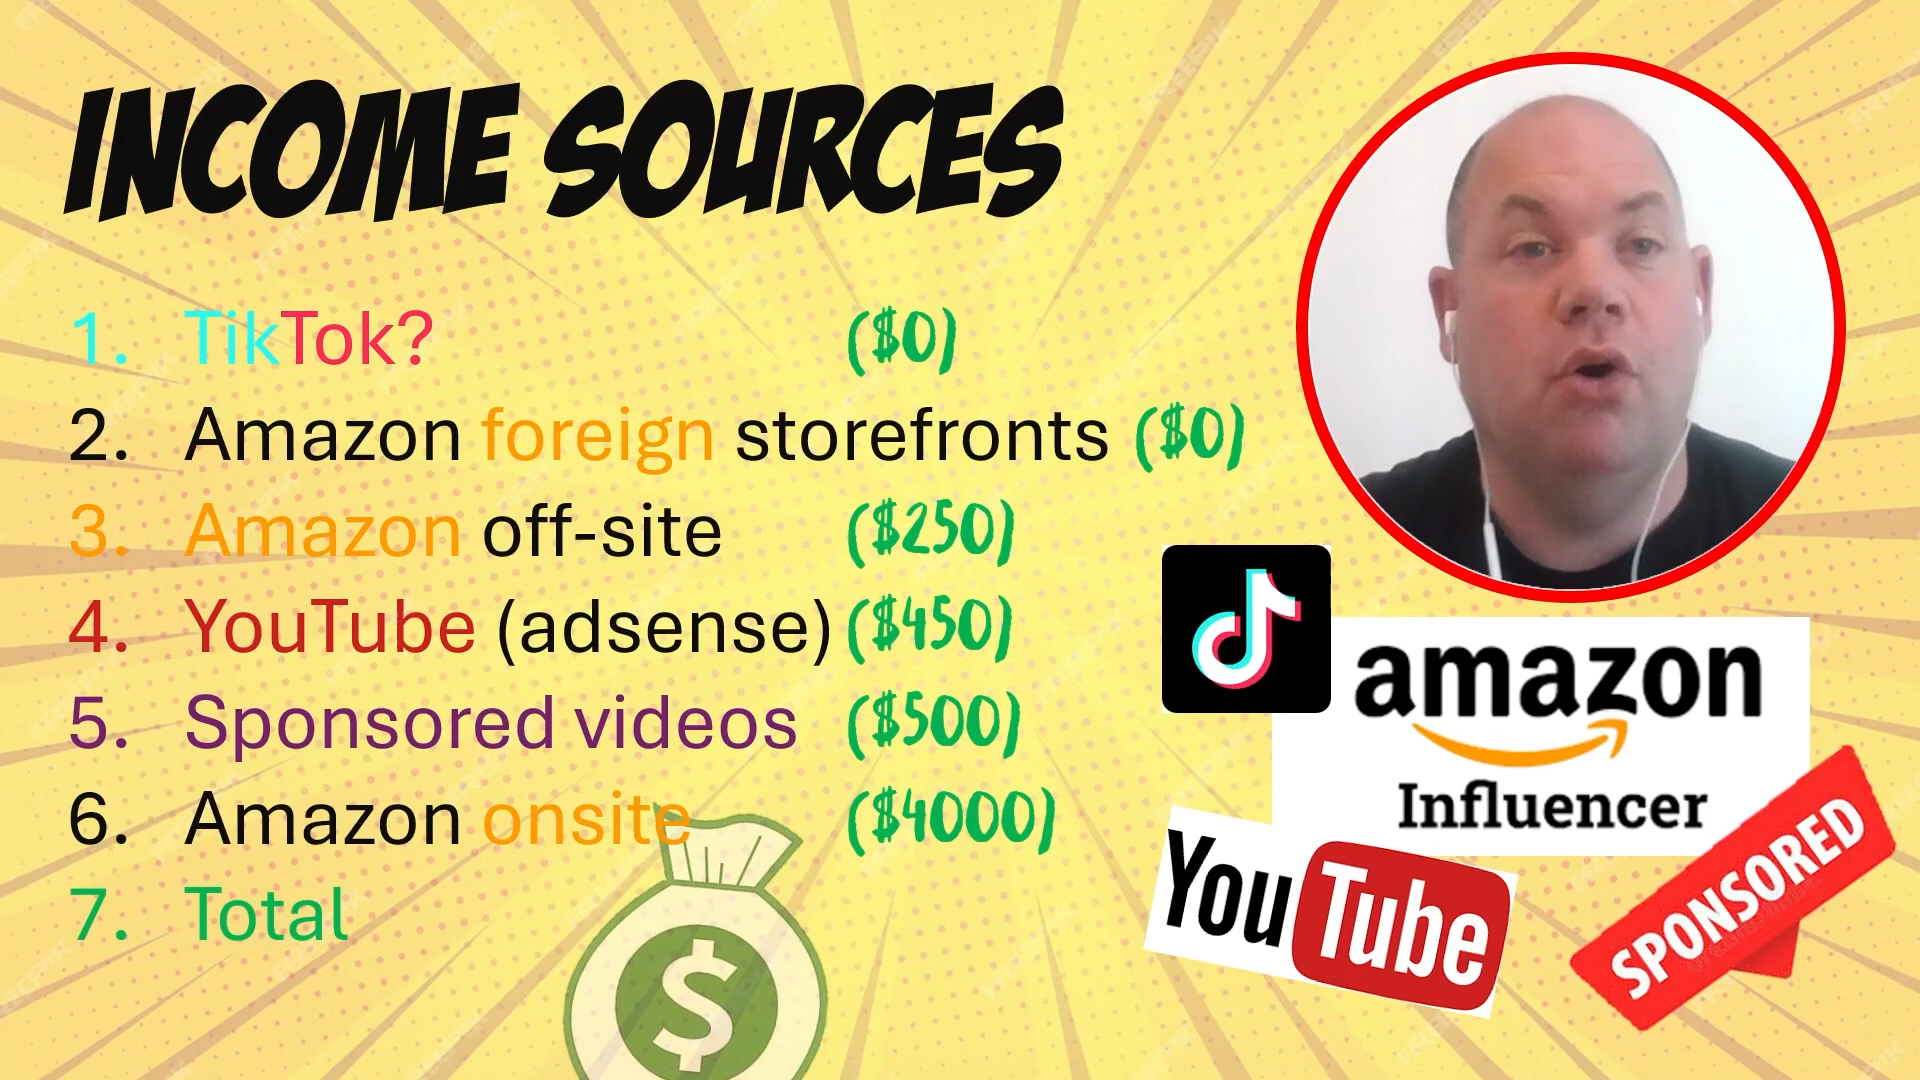 INCOME SOURCES
1. TikTok? ($0)
2. Amazon foreign storefronts ($0)
3. Amazon off-site ($250)
4. YouTube (adsense) ($450)
5. Sponsored videos ($500)
6. Amazon onsite ($4000)
7. Total
$
amazon
Influencer
YouTube
SPONSORED